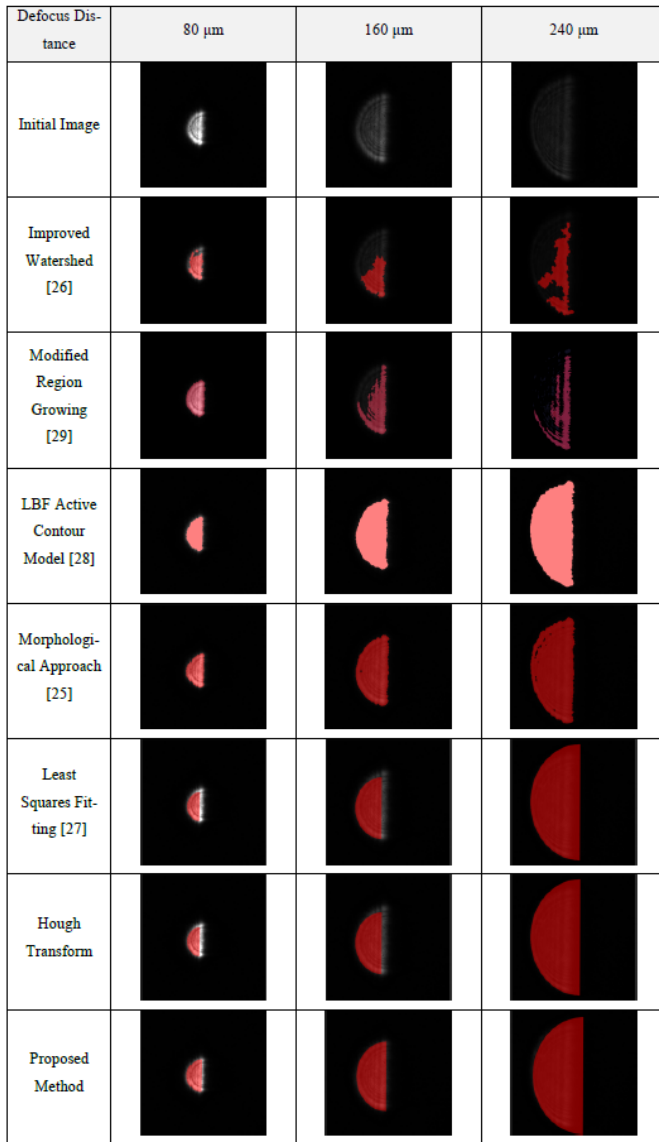 Defocus Dis-
tance
80 μm
160 μm
240 μm
Initial Image
Improved
Watershed
[26]
Modified
Region
Growing
[29]
LBF Active
Contour
Model [28]
Morphologi-
cal Approach
[25]
Least
Squares Fit-
ting [27]
Hough
Transform
Proposed
Method